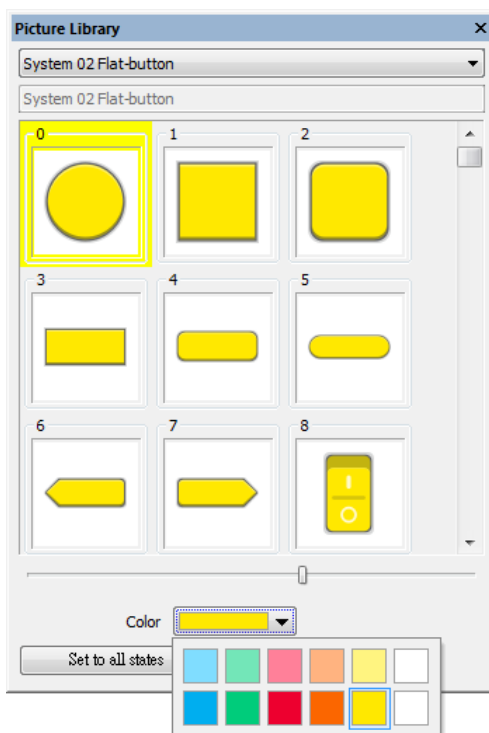 Picture Library
System 02 Flat-button
System 02 Flat-button
0 1 2
3 4 5
6 7 8
Color
Set to all states